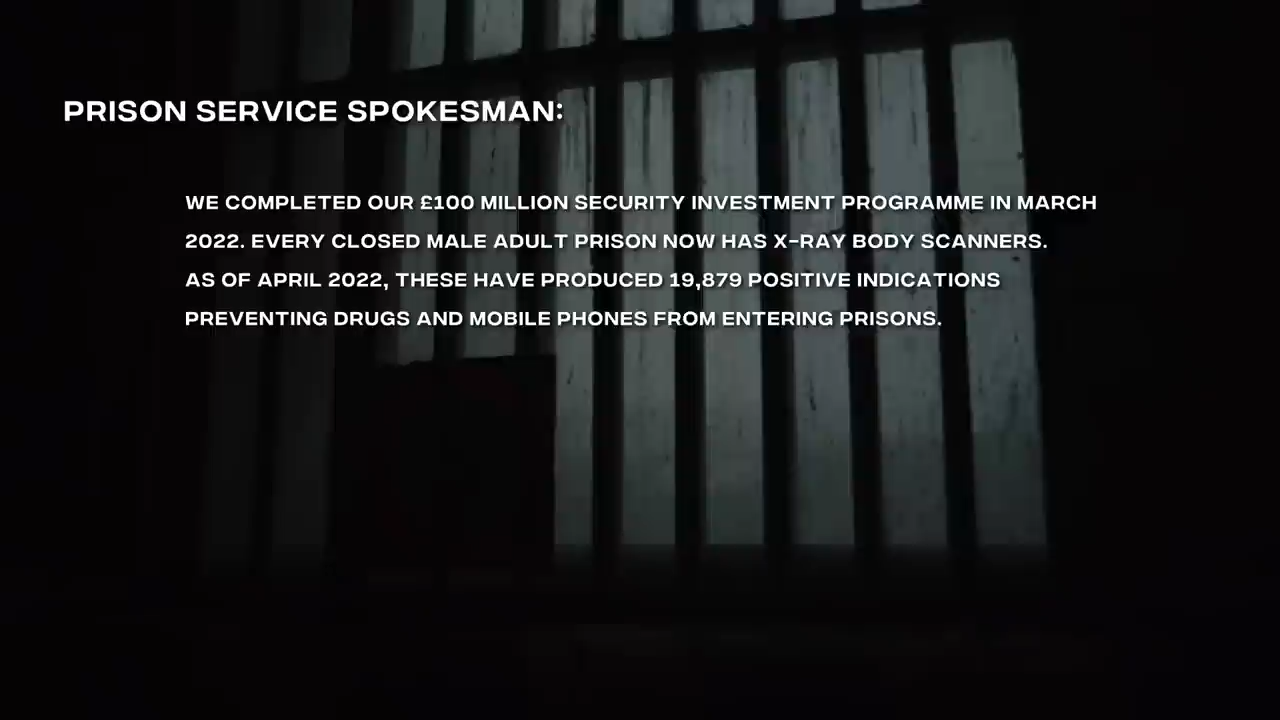 PRISON SERVICE SPOKESMAN:
WE COMPLETED OUR £100 MILLION SECURITY INVESTMENT PROGRAMME IN MARCH
2022. EVERY CLOSED MALE ADULT PRISON NOW HAS X-RAY BODY SCANNERS.
AS OF APRIL 2022, THESE HAVE PRODUCED 19,879 POSITIVE INDICATIONS
PREVENTING DRUGS AND MOBILE PHONES FROM ENTERING PRISONS.